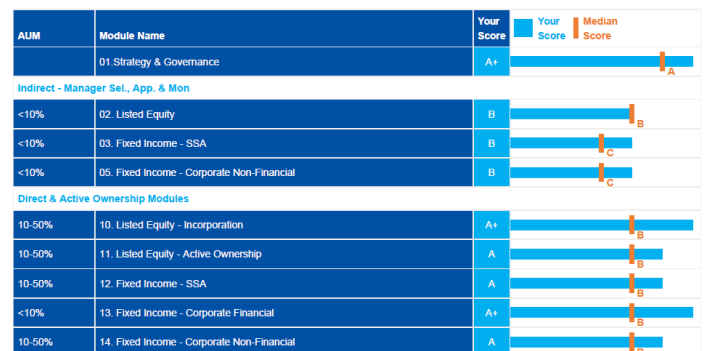 AUM Module Name Your Score Your Score Median Score
01.Strategy & Governance A+ A
Indirect - Manager Sel., App. & Mon
<10% 02. Listed Equity B B
<10% 03. Fixed Income - SSA B C
<10% 05. Fixed Income - Corporate Non-Financial B C
Direct & Active Ownership Modules
10-50% 10. Listed Equity - Incorporation A+ B
10-50% 11. Listed Equity - Active Ownership A B
10-50% 12. Fixed Income - SSA A B
<10% 13. Fixed Income - Corporate Financial A+ B
10-50% 14. Fixed Income - Corporate Non-Financial A B